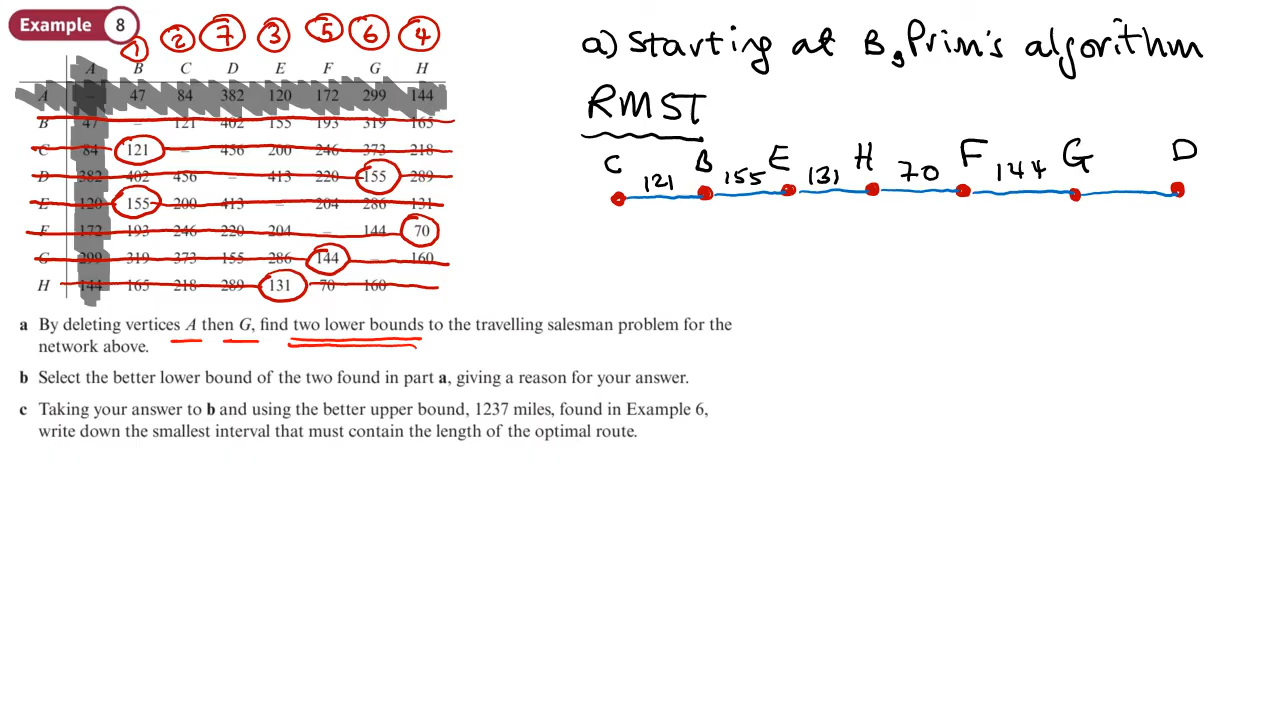 Example 8
1 2 7 3 5 6 4
A B C D E F G H
A – 47 84 382 120 172 299 144
B 47 – 121 402 155 193 319 165
C 84 121 – 456 200 246 373 218
D 382 402 456 – 413 220 155 289
E 120 155 200 413 – 204 286 131
F 172 193 246 220 204 – 144 70
G 299 319 373 155 286 144 – 160
H 144 165 218 289 131 70 160
a By deleting vertices A then G, find two lower bounds to the travelling salesman problem for the
network above.
b Select the better lower bound of the two found in part a, giving a reason for your answer.
c Taking your answer to b and using the better upper bound, 1237 miles, found in Example 6,
write down the smallest interval that must contain the length of the optimal route.
a) Starting at B, Prim's algorithm
RMST
C B E H F G D
121 155 131 70 144